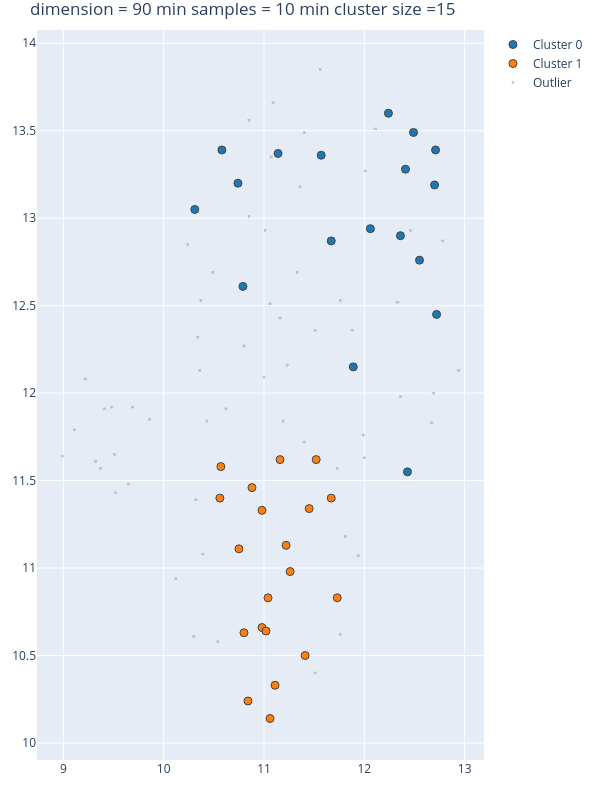 dimension = 90 min samples = 10 min cluster size =15
Cluster 0
Cluster 1
Outlier
14
13.5
13
12.5
12
11.5
11
10.5
10
9 10 11 12 13